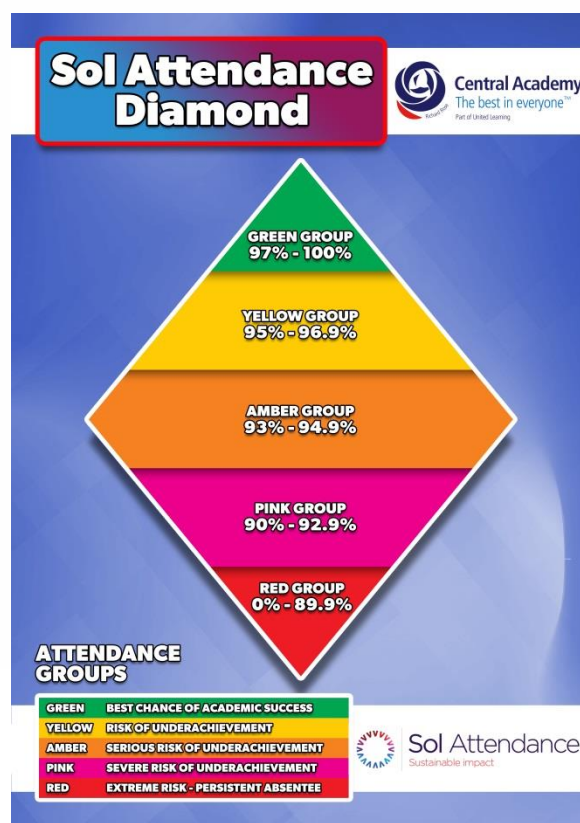 Sol Attendance
Diamond
Central Academy
The best in everyone™
Part of United Learning
GREEN GROUP
97% - 100%
YELLOW GROUP
95% - 96.9%
AMBER GROUP
93% - 94.9%
PINK GROUP
90% - 92.9%
RED GROUP
0% - 89.9%
ATTENDANCE
GROUPS
GREEN BEST CHANCE OF ACADEMIC SUCCESS
YELLOW RISK OF UNDERACHIEVEMENT
AMBER SERIOUS RISK OF UNDERACHIEVEMENT
PINK SEVERE RISK OF UNDERACHIEVEMENT
RED EXTREME RISK - PERSISTENT ABSENTEE
Sol Attendance
Sustainable impact